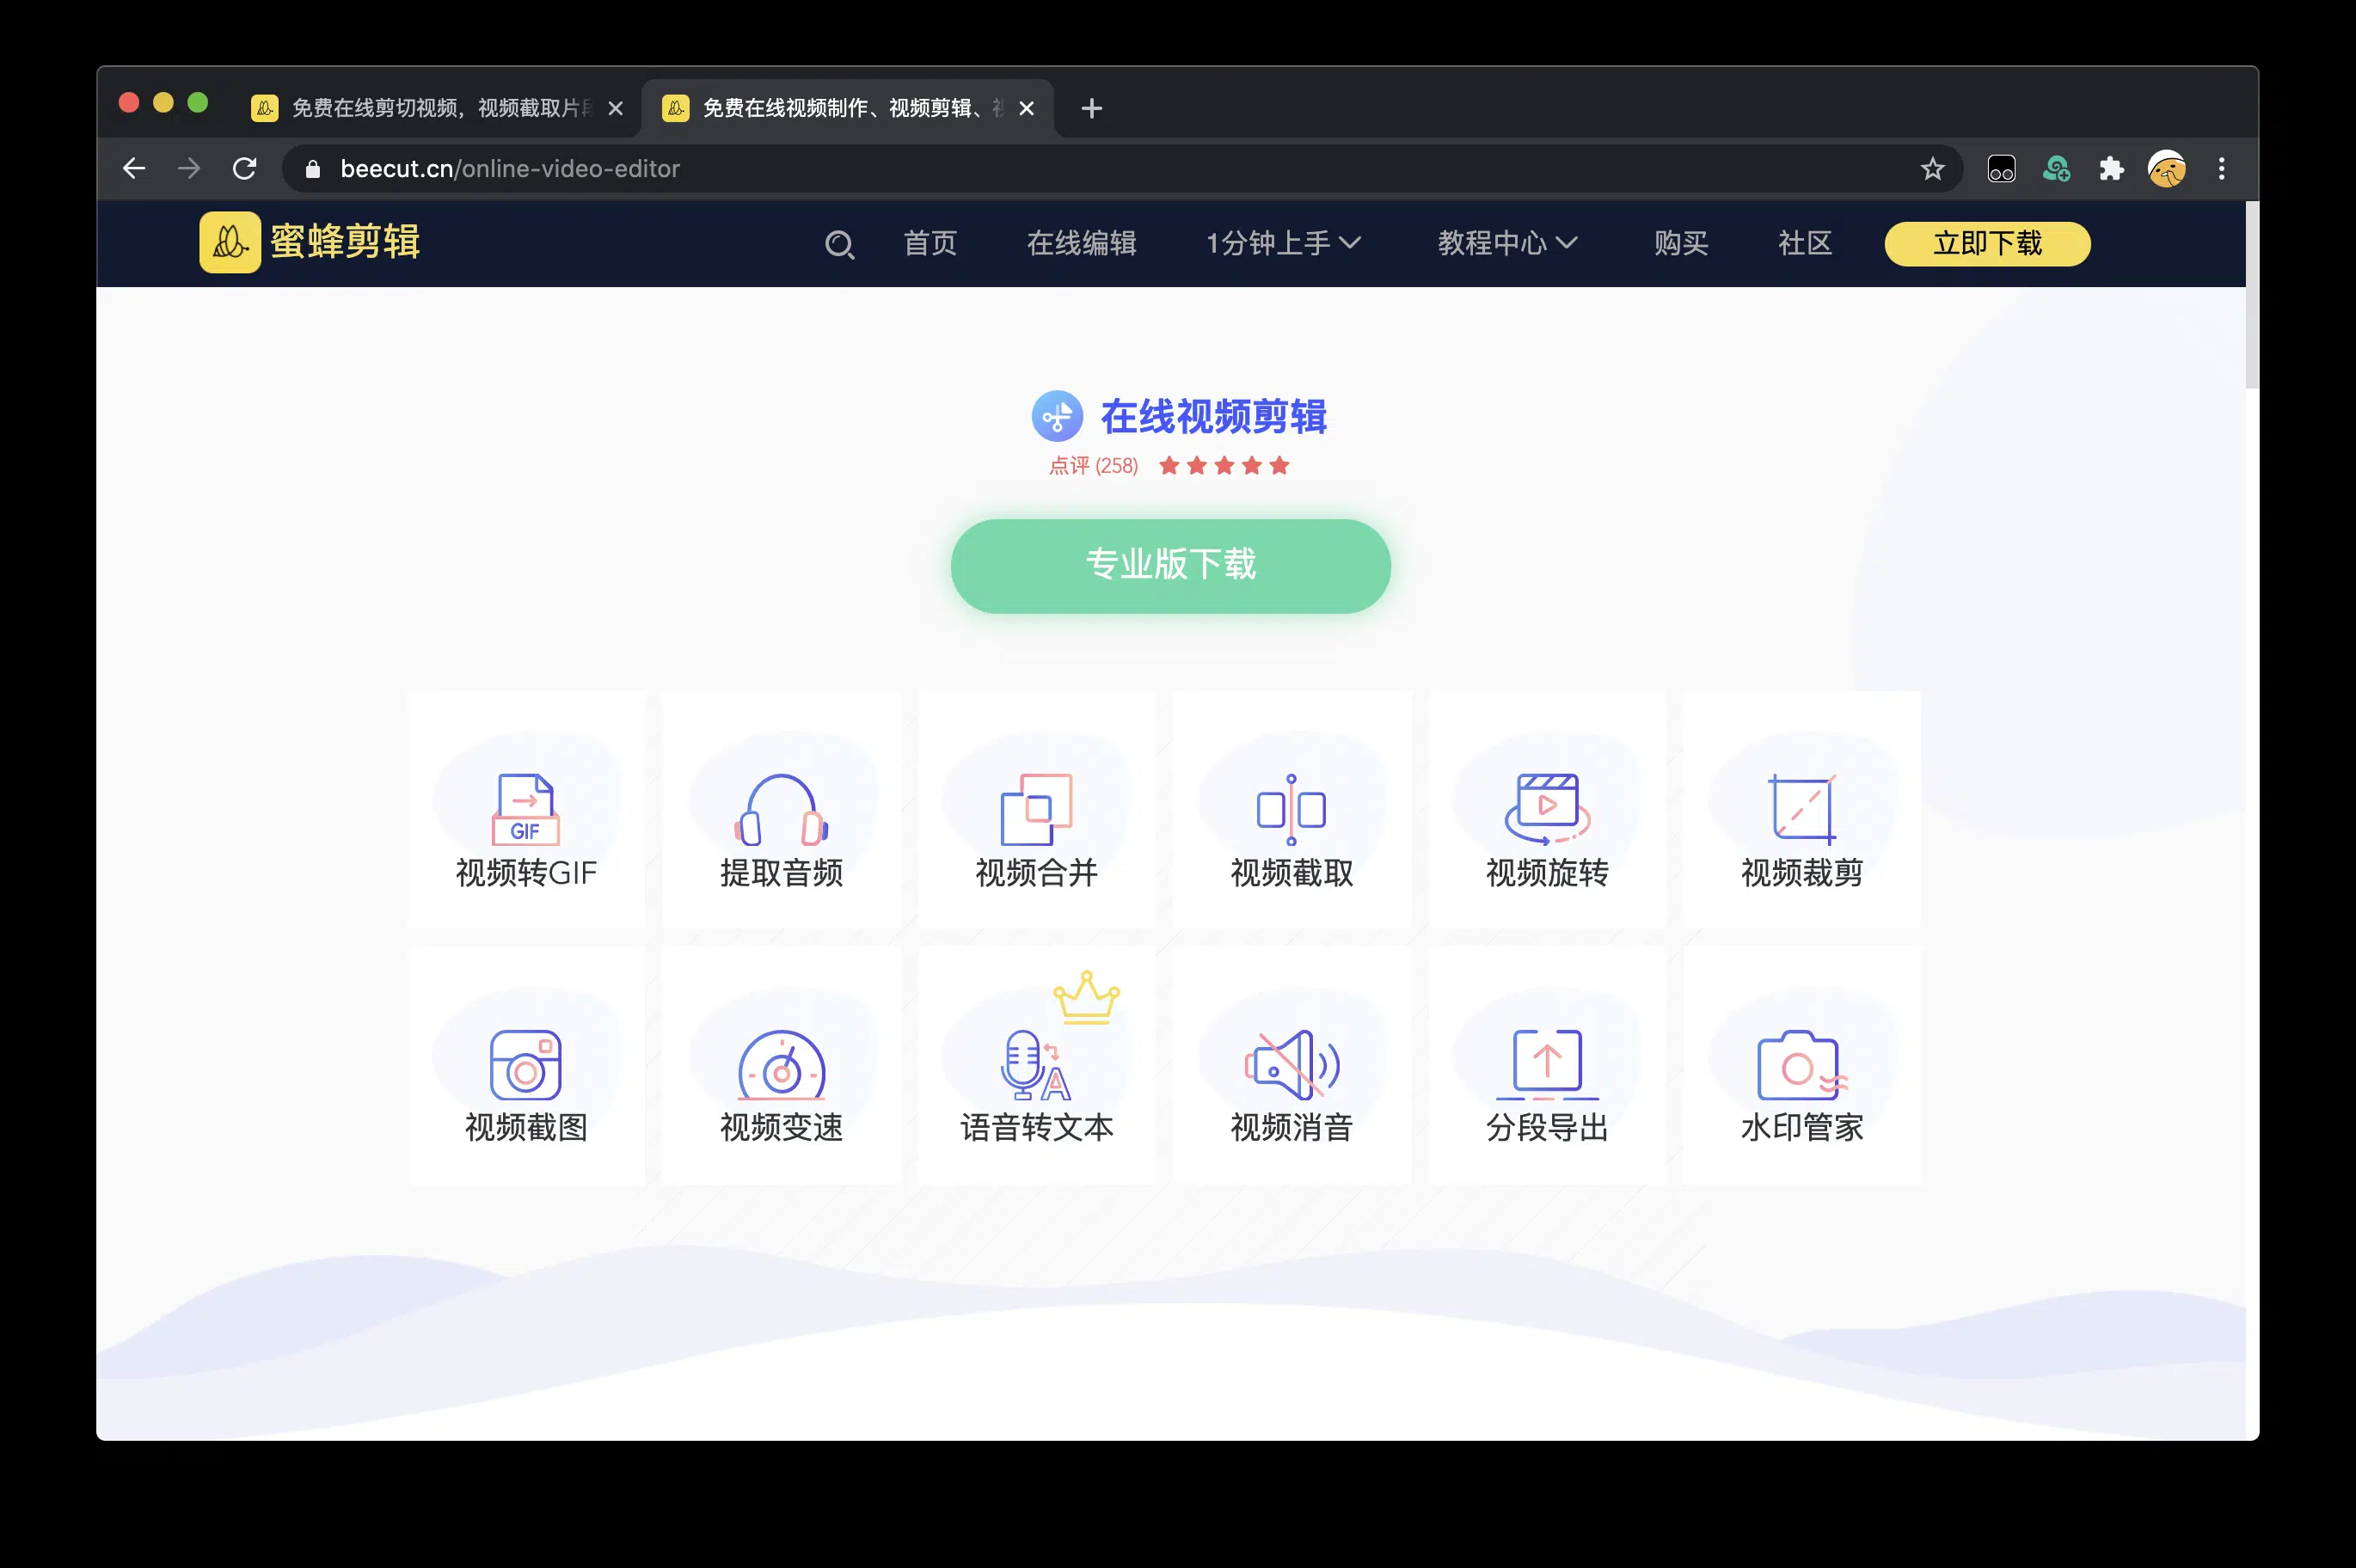 免费在线剪切视频，视频截取片段
免费在线视频制作、视频剪辑、
beecut.cn/online-video-editor
蜜蜂剪辑 首页 在线编辑 1分钟上手 教程中心 购买 社区 立即下载
在线视频剪辑
点评 (258)
专业版下载
GIF
视频转GIF 提取音频 视频合并 视频截取 视频旋转 视频裁剪
A
视频截图 视频变速 语音转文本 视频消音 分段导出 水印管家